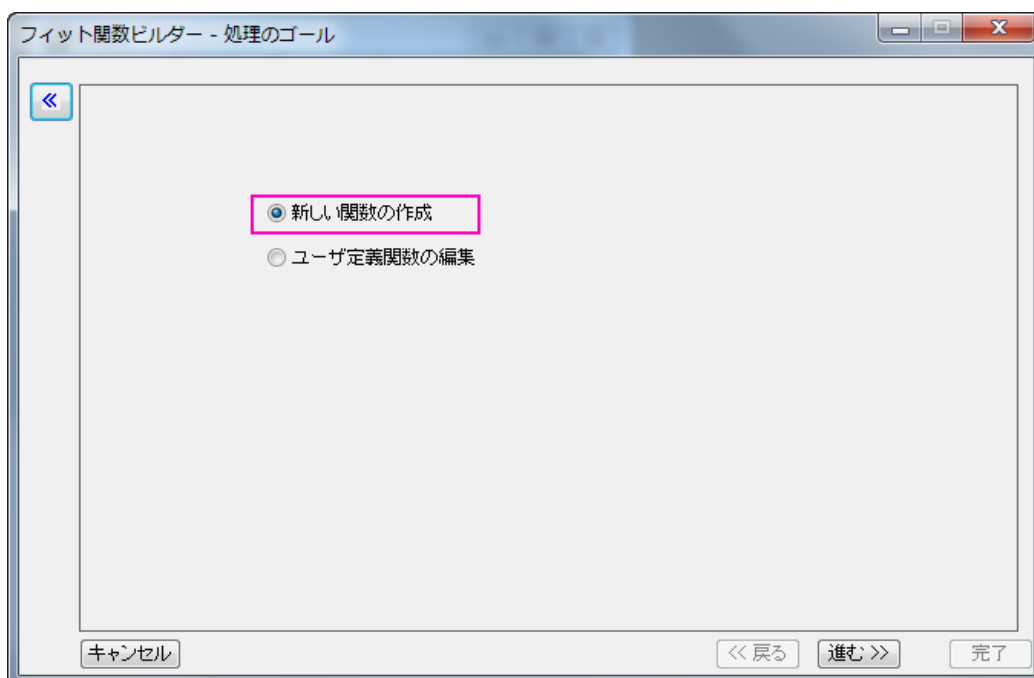 フィット関数ビルダー - 処理のゴール
新しい関数の作成
ユーザ定義関数の編集
キャンセル
<< 戻る
進む >>
完了